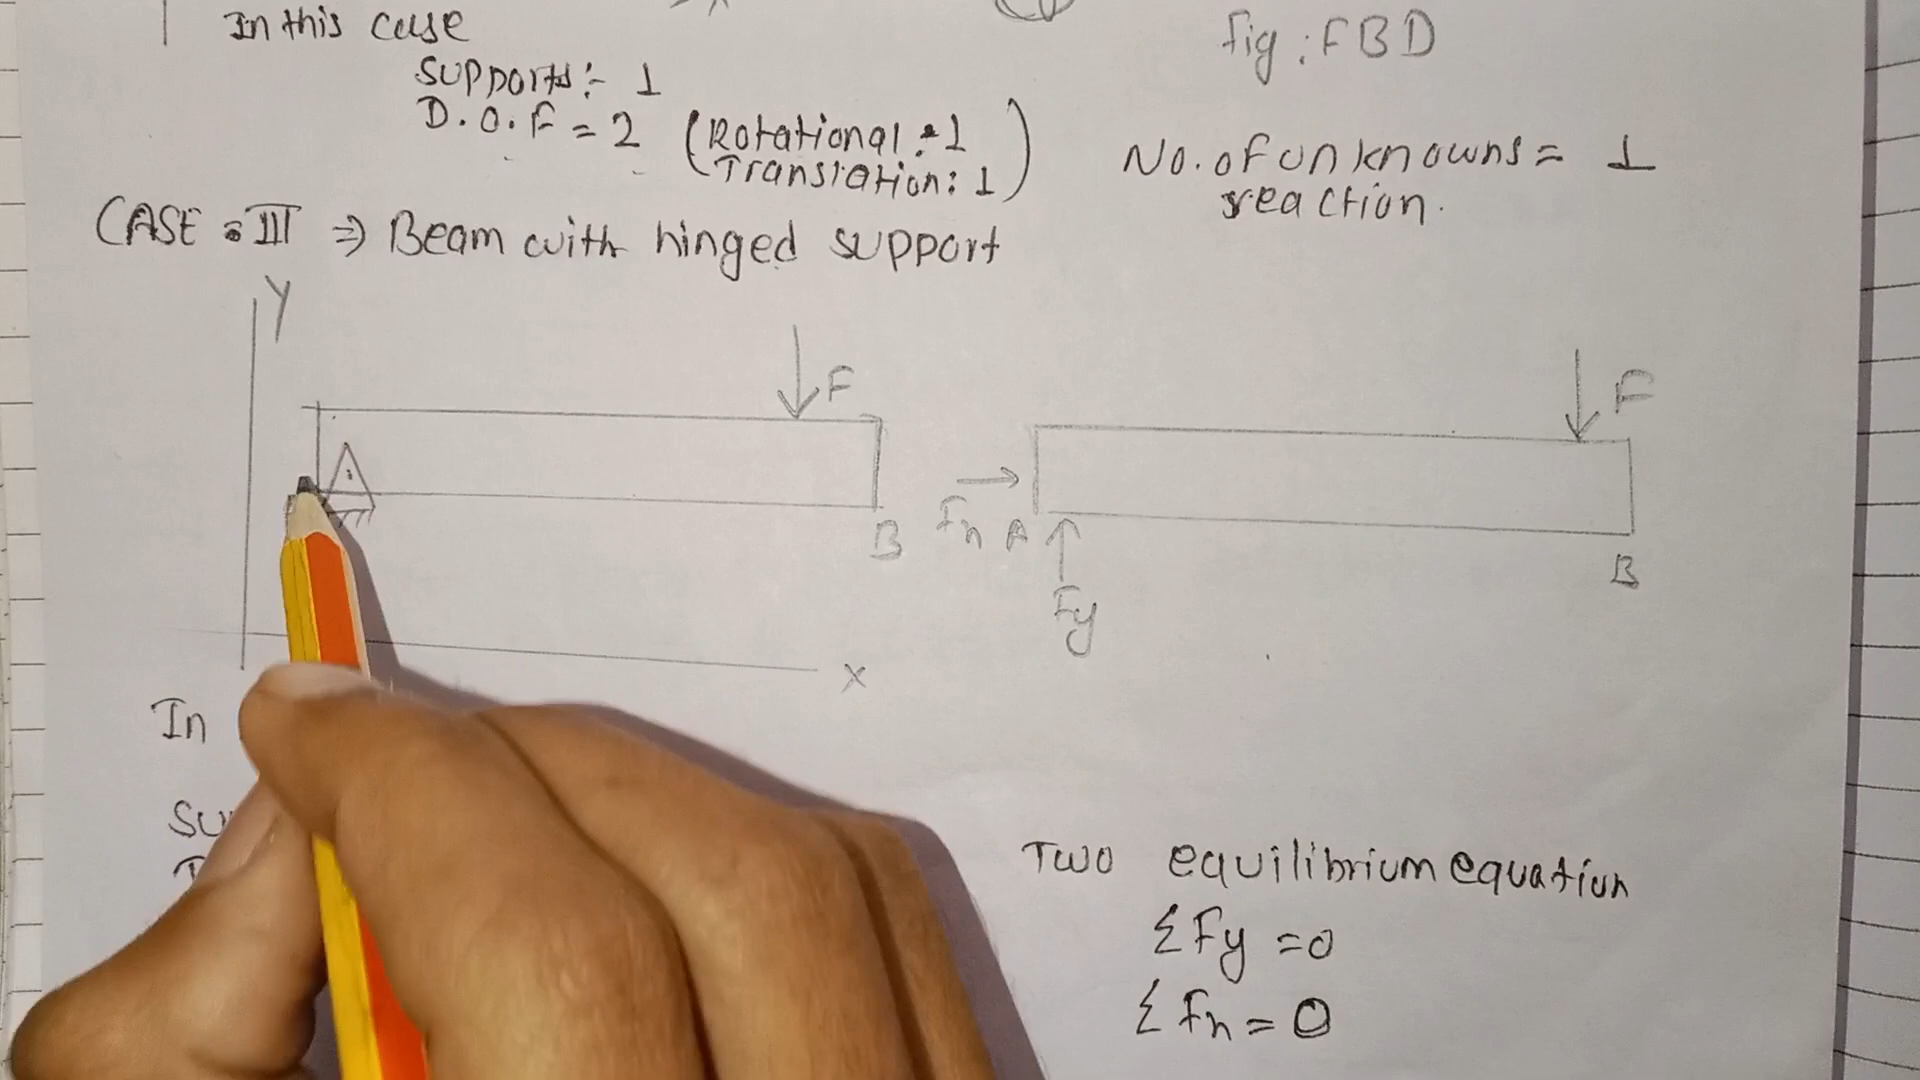 In this case
fig : FBD
Supports :- 1
D.O.F = 2 (Rotational : 1
Translation : 1)
No. of unknowns = 1
reaction.
CASE : III ⇒ Beam with hinged support
Y
F
F
B
Fn A
B
Fy
X
In
Su
Two equilibrium equation
ΣFy = 0
ΣFn = 0